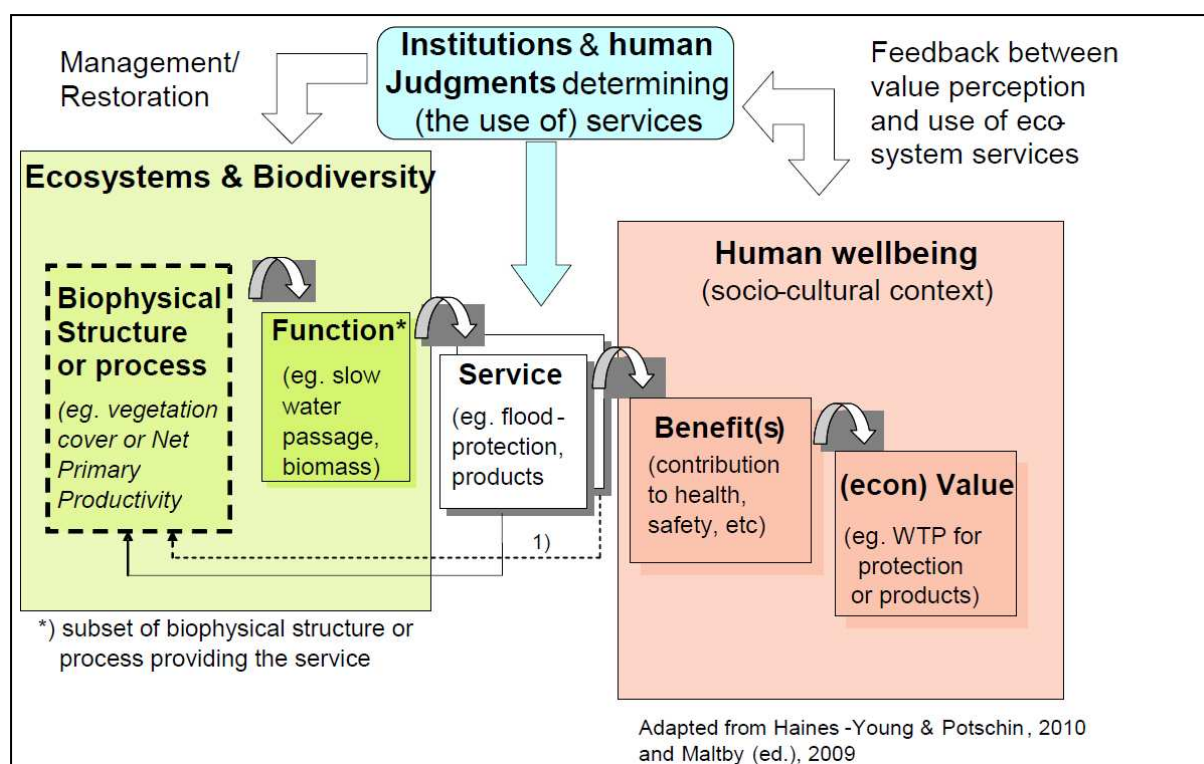 Management/
Restoration
Institutions & human
Judgments determining
(the use of) services
Feedback between
value perception
and use of eco-
system services
Ecosystems & Biodiversity
Biophysical
Structure
or process
(eg. vegetation
cover or Net
Primary
Productivity
Function*
(eg. slow
water
passage,
biomass)
Service
(eg. flood-
protection,
products
1)
Human wellbeing
(socio-cultural context)
Benefit(s)
(contribution
to health,
safety, etc)
(econ) Value
(eg. WTP for
protection
or products)
*) subset of biophysical structure or
process providing the service
Adapted from Haines-Young & Potschin, 2010
and Maltby (ed.), 2009